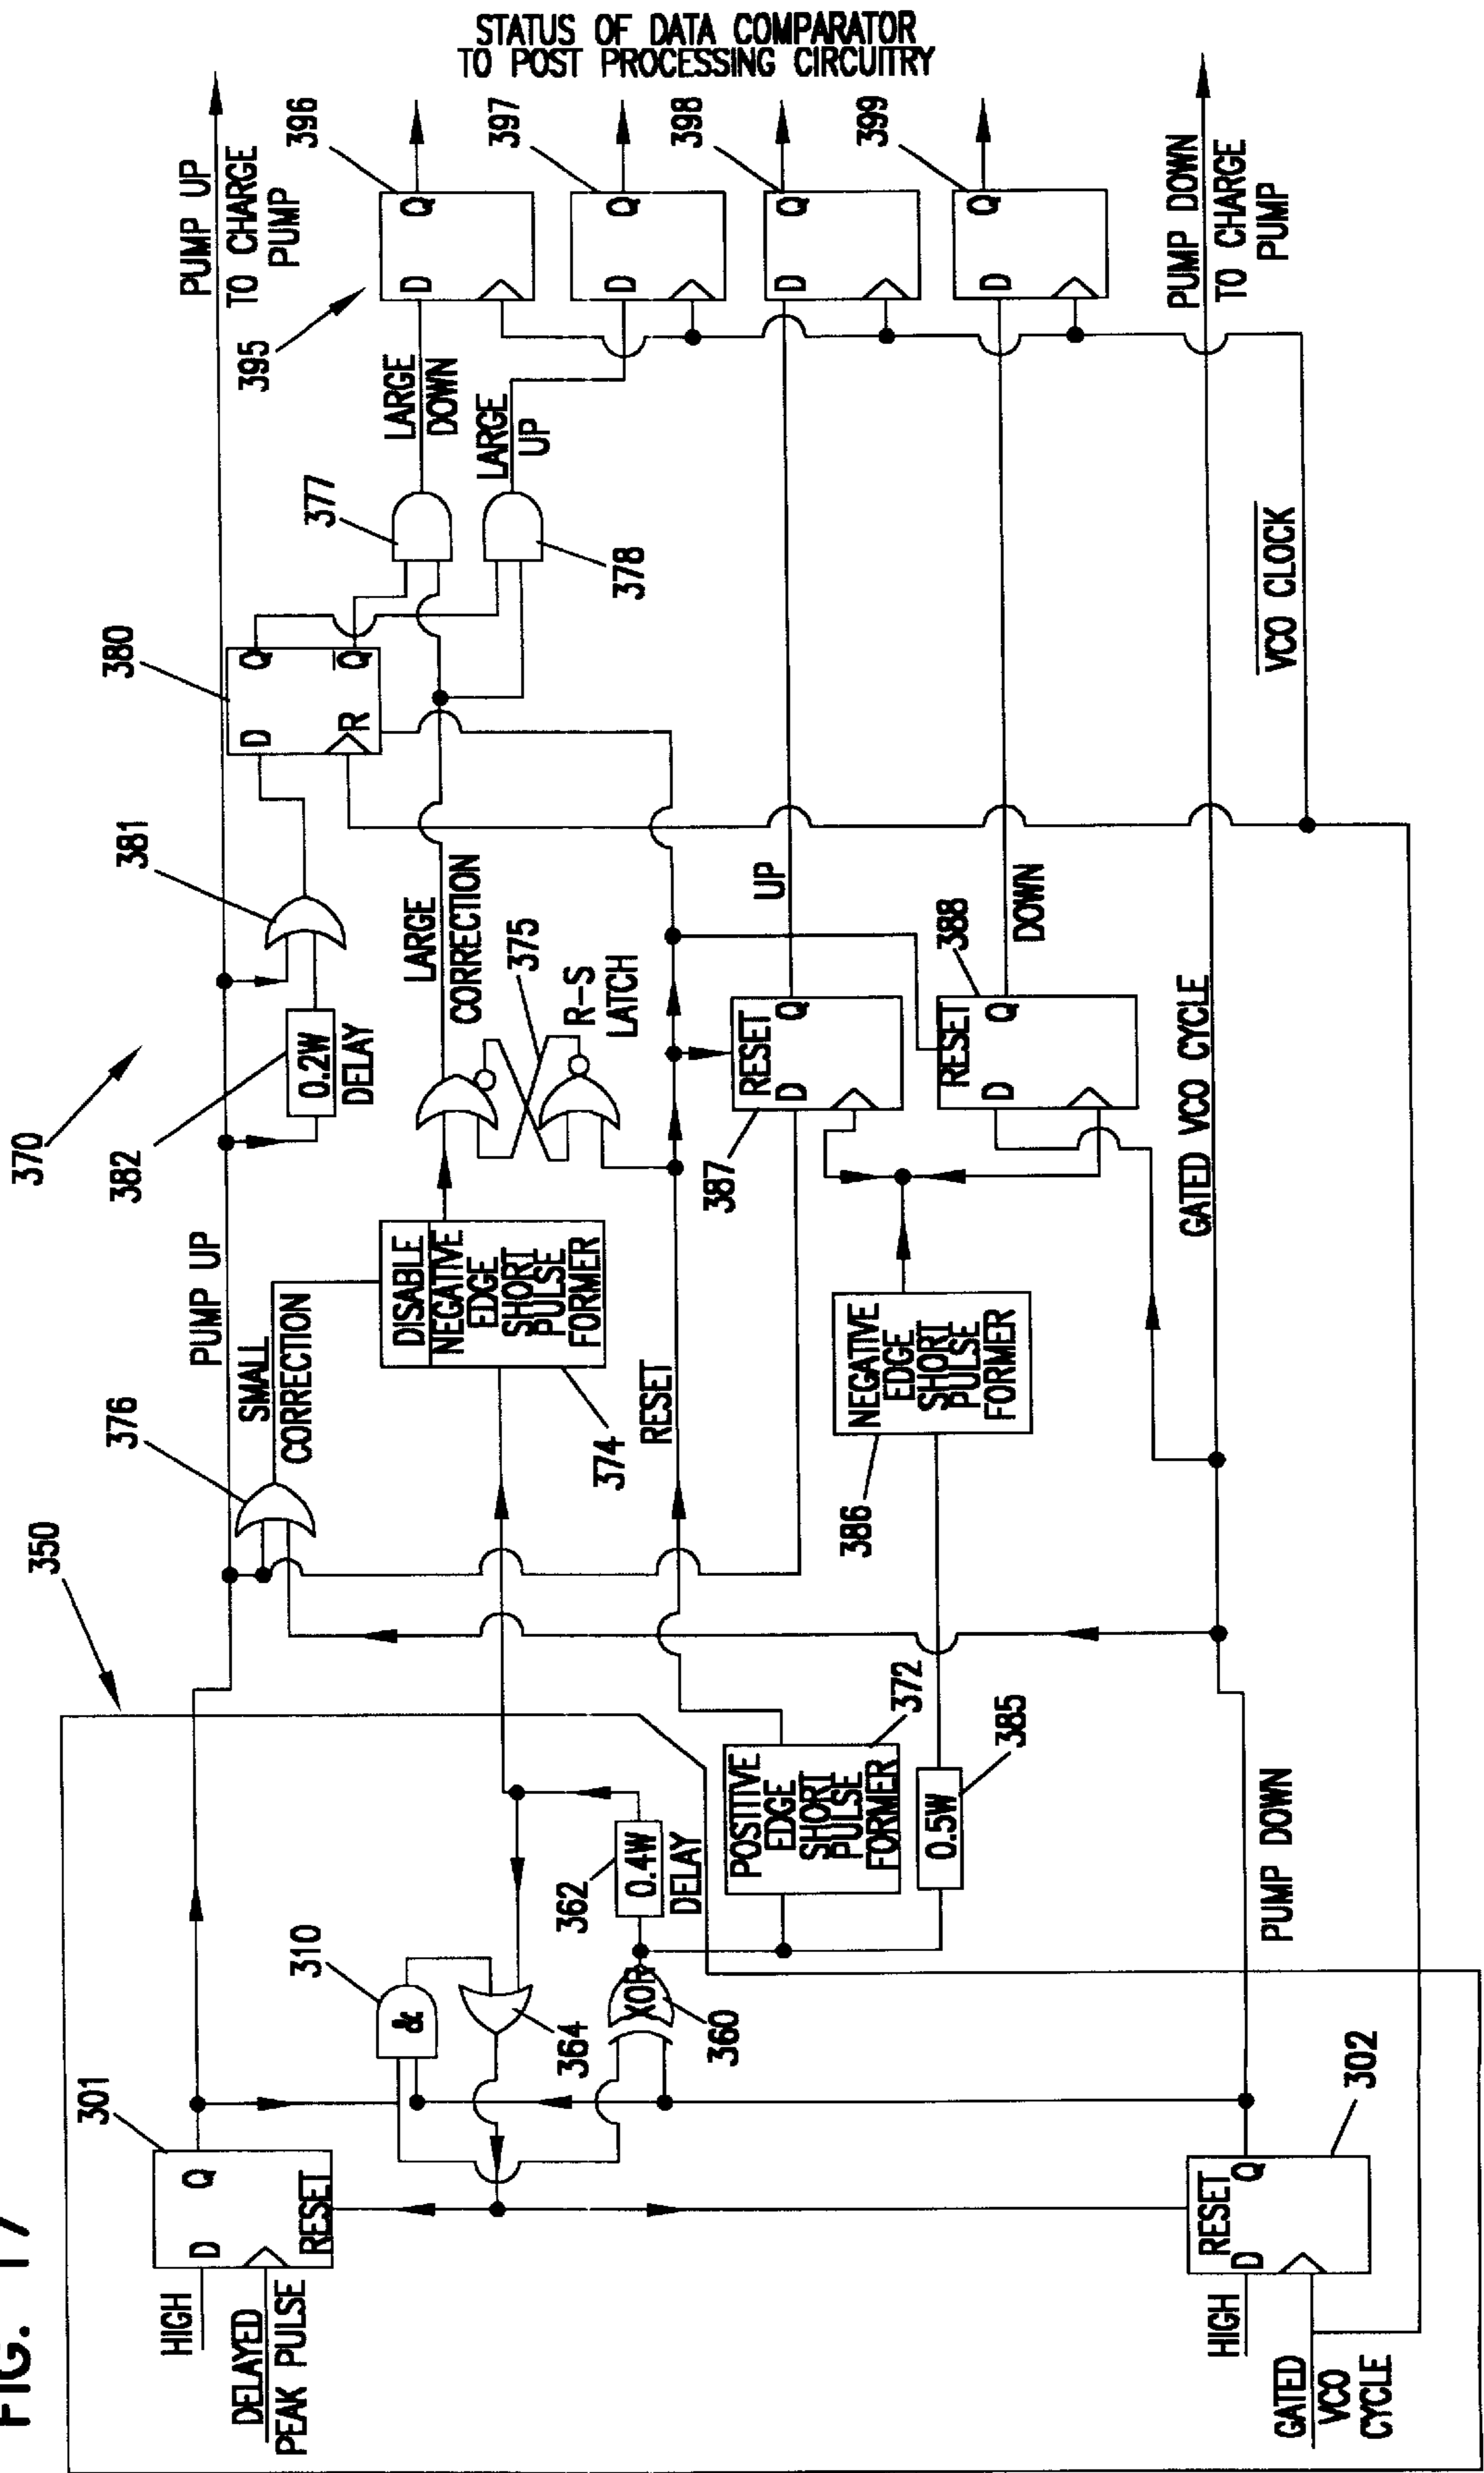 FIG. 17
STATUS OF DATA COMPARATOR
TO POST PROCESSING CIRCUITRY
PUMP UP
TO CHARGE
PUMP
396
397
398
399
395
Q
D
Q
D
Q
D
Q
D
PUMP DOWN
TO CHARGE
PUMP
LARGE
DOWN
LARGE
UP
377
378
VCO CLOCK
380
Q
Q
D
R
381
370
382
0.2W
DELAY
LARGE
CORRECTION
375
R-S
LATCH
UP
DOWN
388
387
RESET
Q
D
RESET
Q
D
GATED VCO CYCLE
PUMP UP
SMALL
CORRECTION
376
DISABLE
NEGATIVE
EDGE
SHORT
PULSE
FORMER
374
RESET
NEGATIVE
EDGE
SHORT
PULSE
FORMER
386
350
372
POSITIVE
EDGE
SHORT
PULSE
FORMER
385
0.5W
362
0.4W
DELAY
310
&
364
XOR
360
PUMP DOWN
301
Q
D
RESET
HIGH
DELAYED
PEAK PULSE
302
RESET
Q
D
HIGH
GATED
VCO
CYCLE